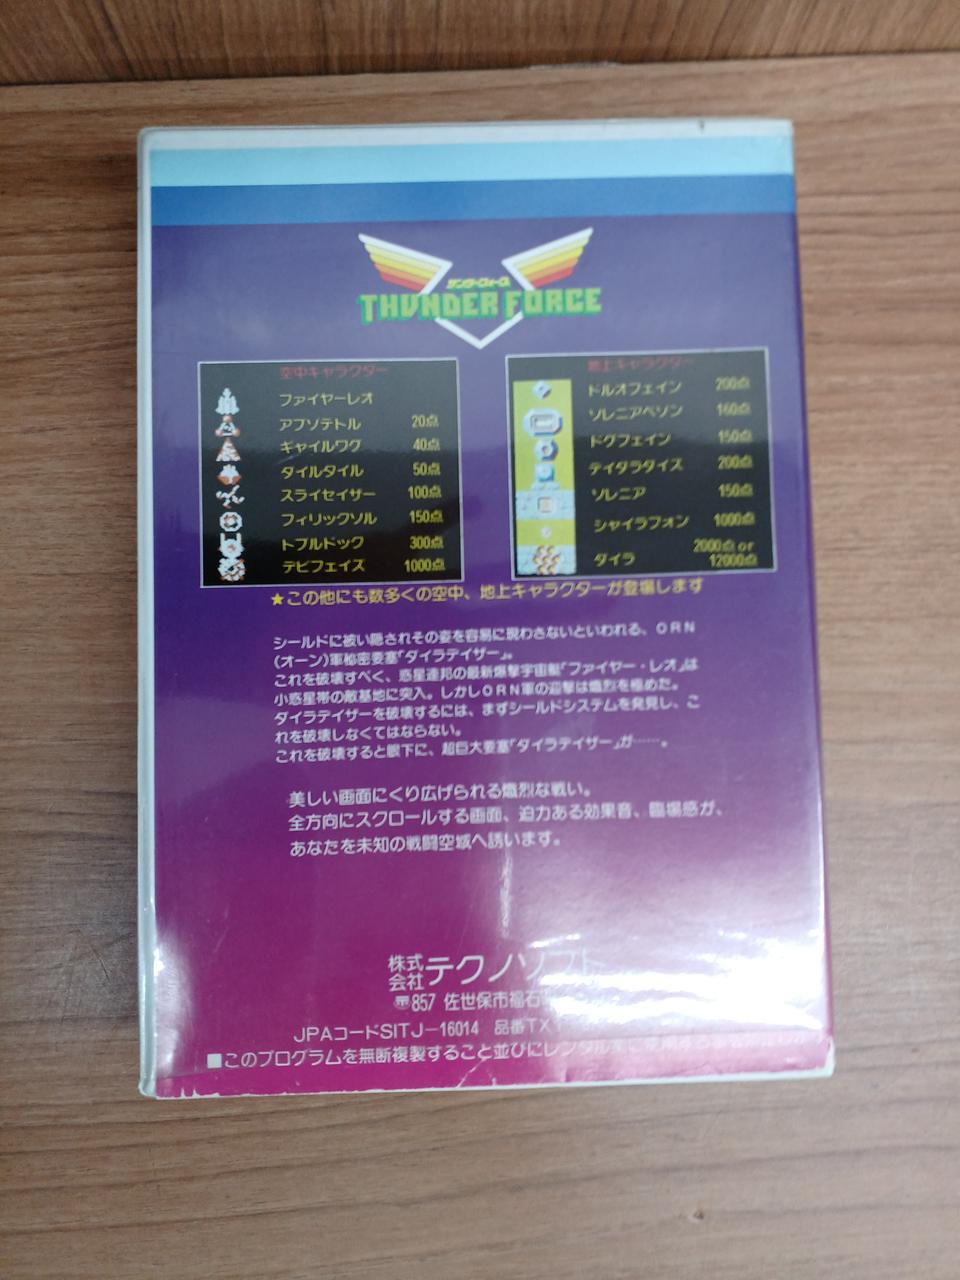 サンダーフォース
THUNDER FORCE
空中キャラクター
ファイヤーレオ
アブソデトル 20点
ギャイルワグ 40点
タイルタイル 50点
スライセイザー 100点
フィリックソル 150点
トブルドック 300点
デビフェイズ 1000点
地上キャラクター
ドルオフェイン 200点
ソレニアベソン 160点
ドグフェイン 150点
テイタラタイズ 200点
ソレニア 150点
シャイラフォン 1000点
タイラ 2000点 or 12000点
★この他にも数多くの空中、地上キャラクターが登場します
シールドに被い隠されその姿を容易に現わさないといわれる、ORN
(オーン)軍秘密要塞「ダイラデイザー」。
これを破壊すべく、惑星連邦の最新爆撃宇宙艇「ファイヤー・レオ」は
小惑星帯の敵基地に突入。しかしORN軍の迎撃は熾烈を極めた。
ダイラデイザーを破壊するには、まずシールドシステムを発見し、こ
れを破壊しなくてはならない。
これを破壊すると眼下に、超巨大要塞「ダイラデイザー」が……。
美しい画面にくり広げられる熾烈な戦い。
全方向にスクロールする画面、迫力ある効果音、臨場感が、
あなたを未知の戦闘空域へ誘います。
株式会社テクノソフト
〒857 佐世保市福石
JPAコードSITJ-16014 品番TX
■このプログラムを無断複製すること並びにレンタル